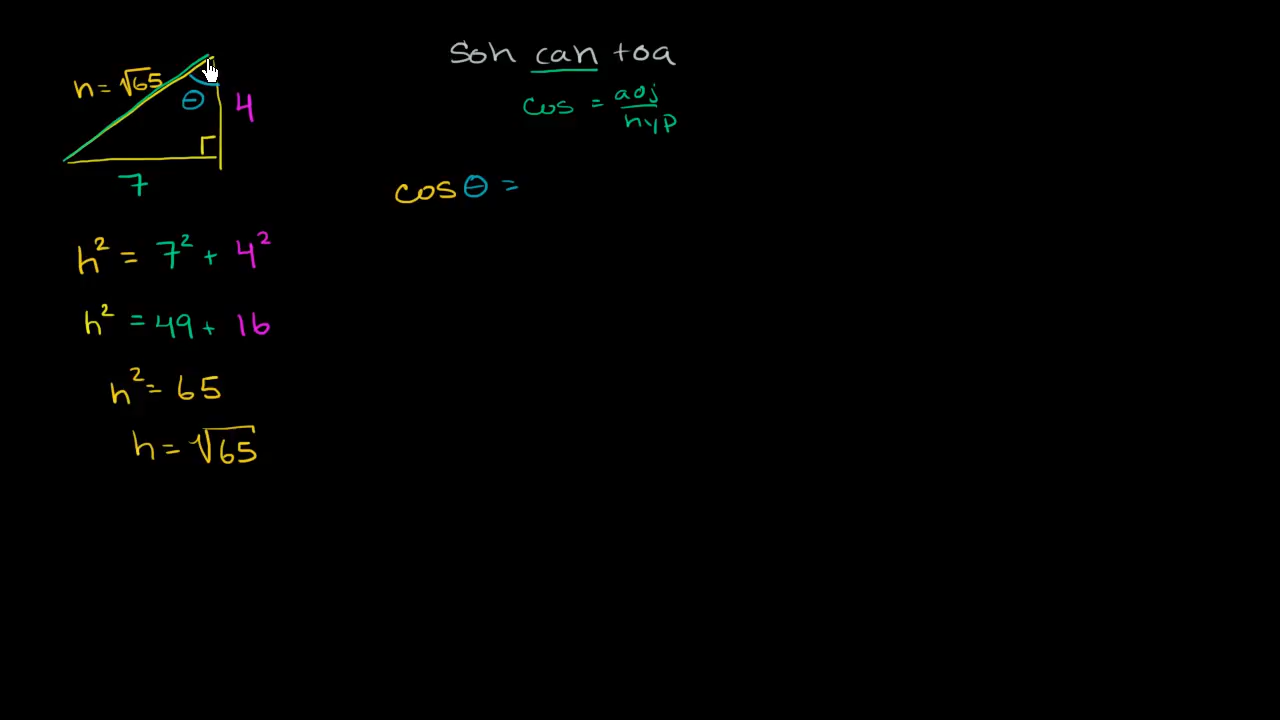 soh cah toa
h = √65
θ
4
cos = adj/hyp
7
cos θ =
h² = 7² + 4²
h² = 49 + 16
h² = 65
h = √65